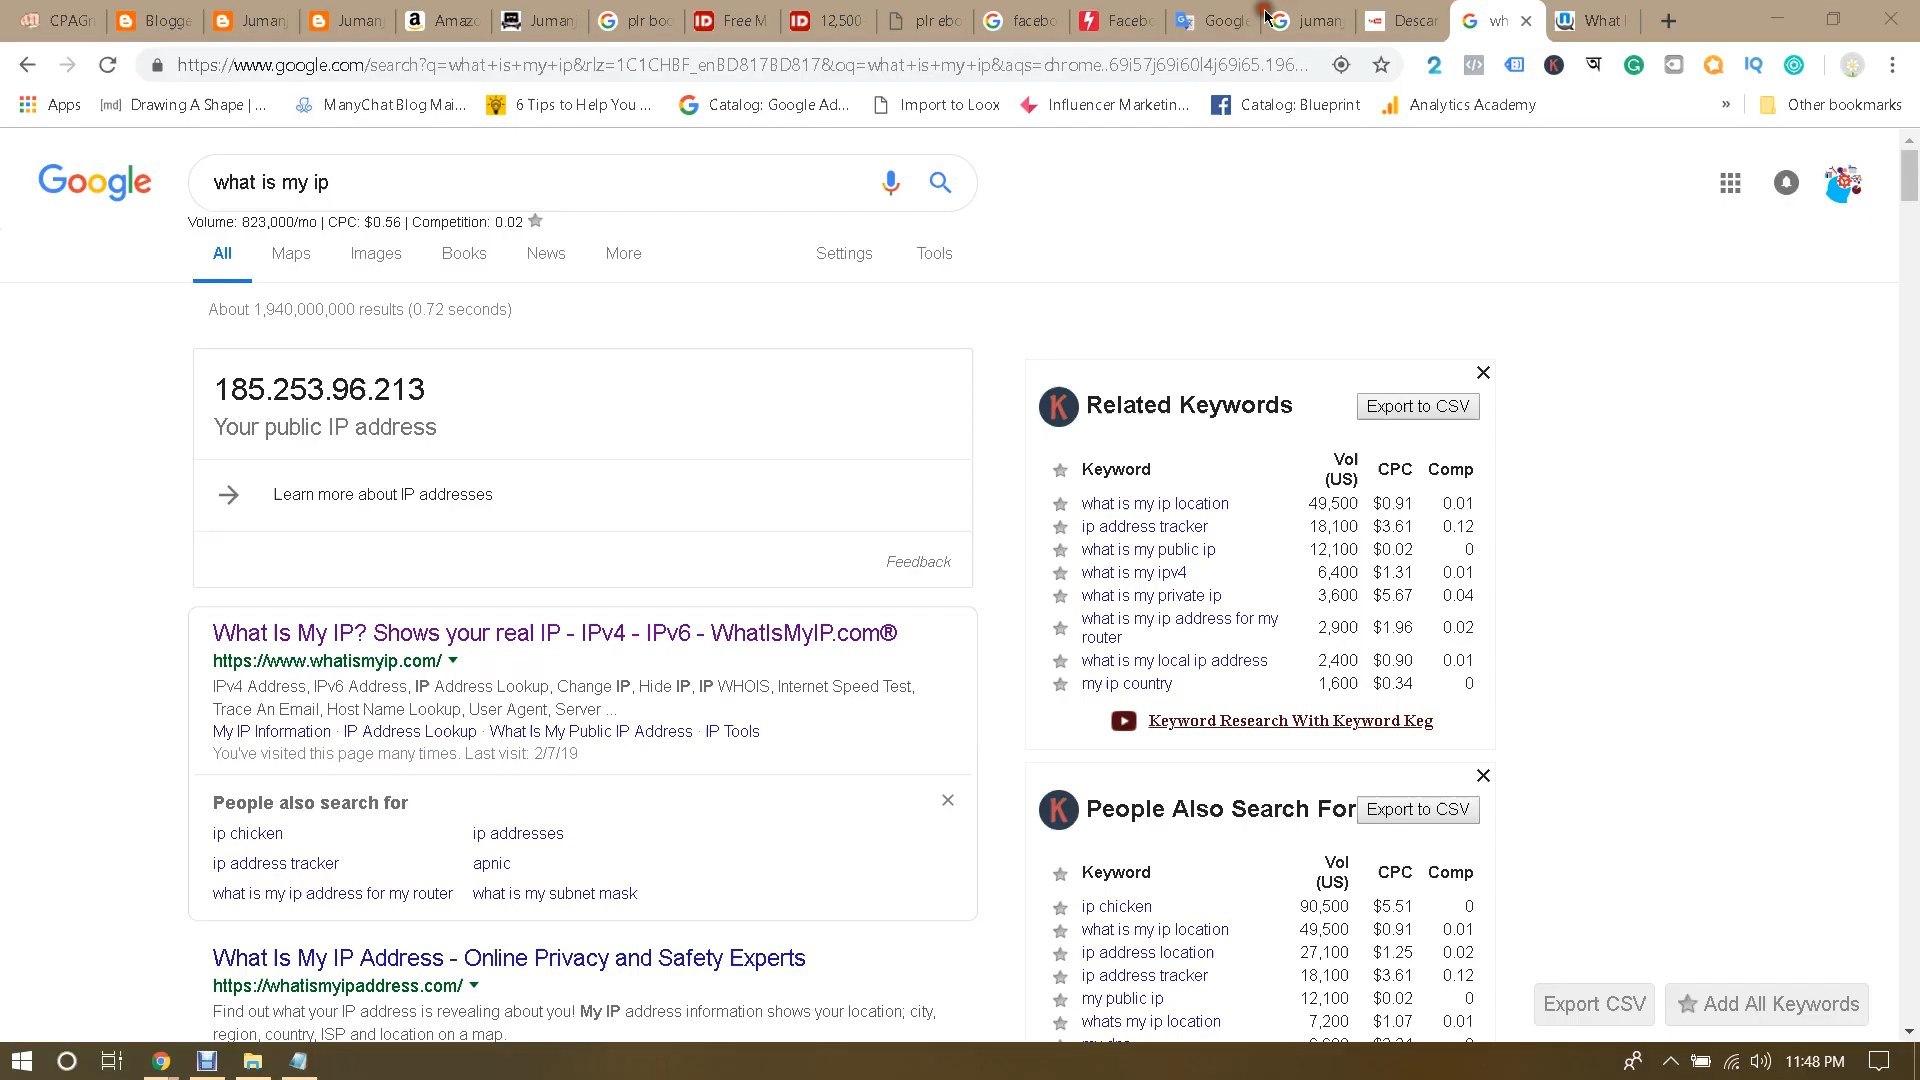 CPAGr
Blogge
Jumanj
Jumanj
Amazo
Jumanj
plr boo
Free M
12,500
plr ebo
facebo
Facebo
Google
juman
Descar
wh
What I
https://www.google.com/search?q=what+is+my+ip&rlz=1C1CHBF_enBD817BD817&oq=what+is+my+ip&aqs=chrome..69i57j69i60l4j69i65.196...
Apps
[md] Drawing A Shape | ...
ManyChat Blog Mai...
6 Tips to Help You ...
Catalog: Google Ad...
Import to Loox
Influencer Marketin...
Catalog: Blueprint
Analytics Academy
»
Other bookmarks
Google
what is my ip
Volume: 823,000/mo | CPC: $0.56 | Competition: 0.02
All Maps Images Books News More Settings Tools
About 1,940,000,000 results (0.72 seconds)
185.253.96.213
Your public IP address
Learn more about IP addresses
Feedback
What Is My IP? Shows your real IP - IPv4 - IPv6 - WhatIsMyIP.com®
https://www.whatismyip.com/
IPv4 Address, IPv6 Address, IP Address Lookup, Change IP, Hide IP, IP WHOIS, Internet Speed Test,
Trace An Email, Host Name Lookup, User Agent, Server ...
My IP Information · IP Address Lookup · What Is My Public IP Address · IP Tools
You've visited this page many times. Last visit: 2/7/19
People also search for
ip chicken ip addresses
ip address tracker apnic
what is my ip address for my router what is my subnet mask
What Is My IP Address - Online Privacy and Safety Experts
https://whatismyipaddress.com/
Find out what your IP address is revealing about you! My IP address information shows your location; city,
region, country, ISP and location on a map.
K Related Keywords Export to CSV
Keyword Vol (US) CPC Comp
what is my ip location 49,500 $0.91 0.01
ip address tracker 18,100 $3.61 0.12
what is my public ip 12,100 $0.02 0
what is my ipv4 6,400 $1.31 0.01
what is my private ip 3,600 $5.67 0.04
what is my ip address for my
router 2,900 $1.96 0.02
what is my local ip address 2,400 $0.90 0.01
my ip country 1,600 $0.34 0
Keyword Research With Keyword Keg
K People Also Search For Export to CSV
Keyword Vol (US) CPC Comp
ip chicken 90,500 $5.51 0
what is my ip location 49,500 $0.91 0.01
ip address location 27,100 $1.25 0.02
ip address tracker 18,100 $3.61 0.12
my public ip 12,100 $0.02 0
whats my ip location 7,200 $1.07 0.01
Export CSV
Add All Keywords
11:48 PM